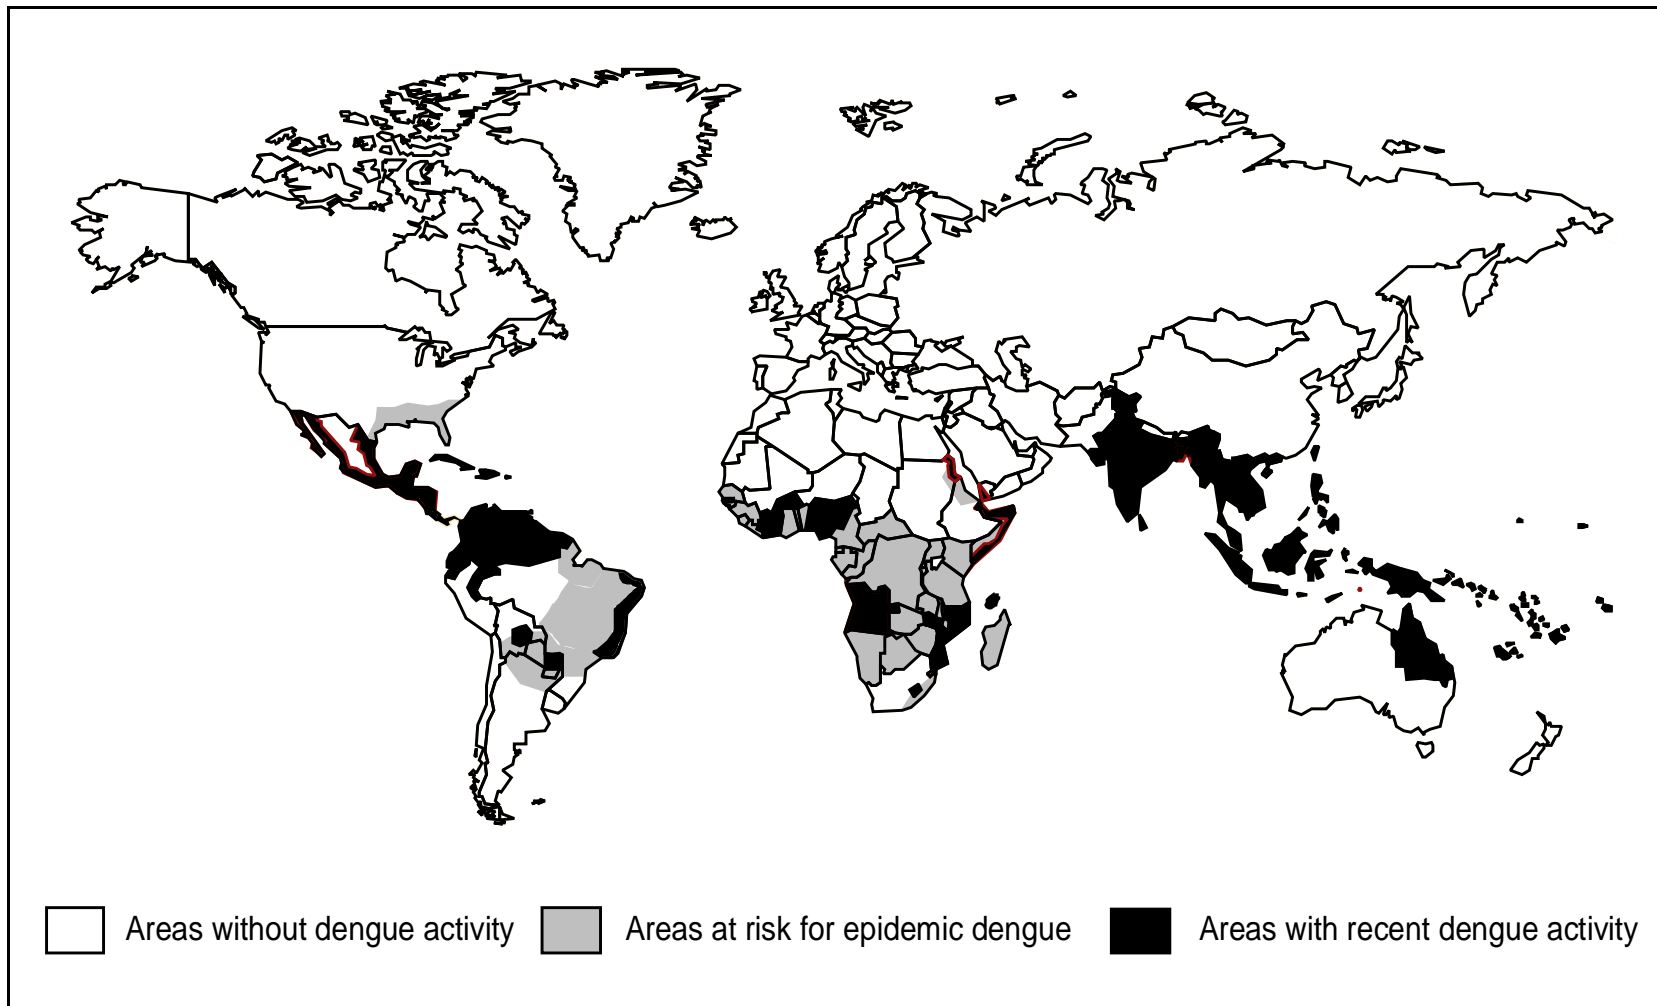 Areas without dengue activity
Areas at risk for epidemic dengue
Areas with recent dengue activity